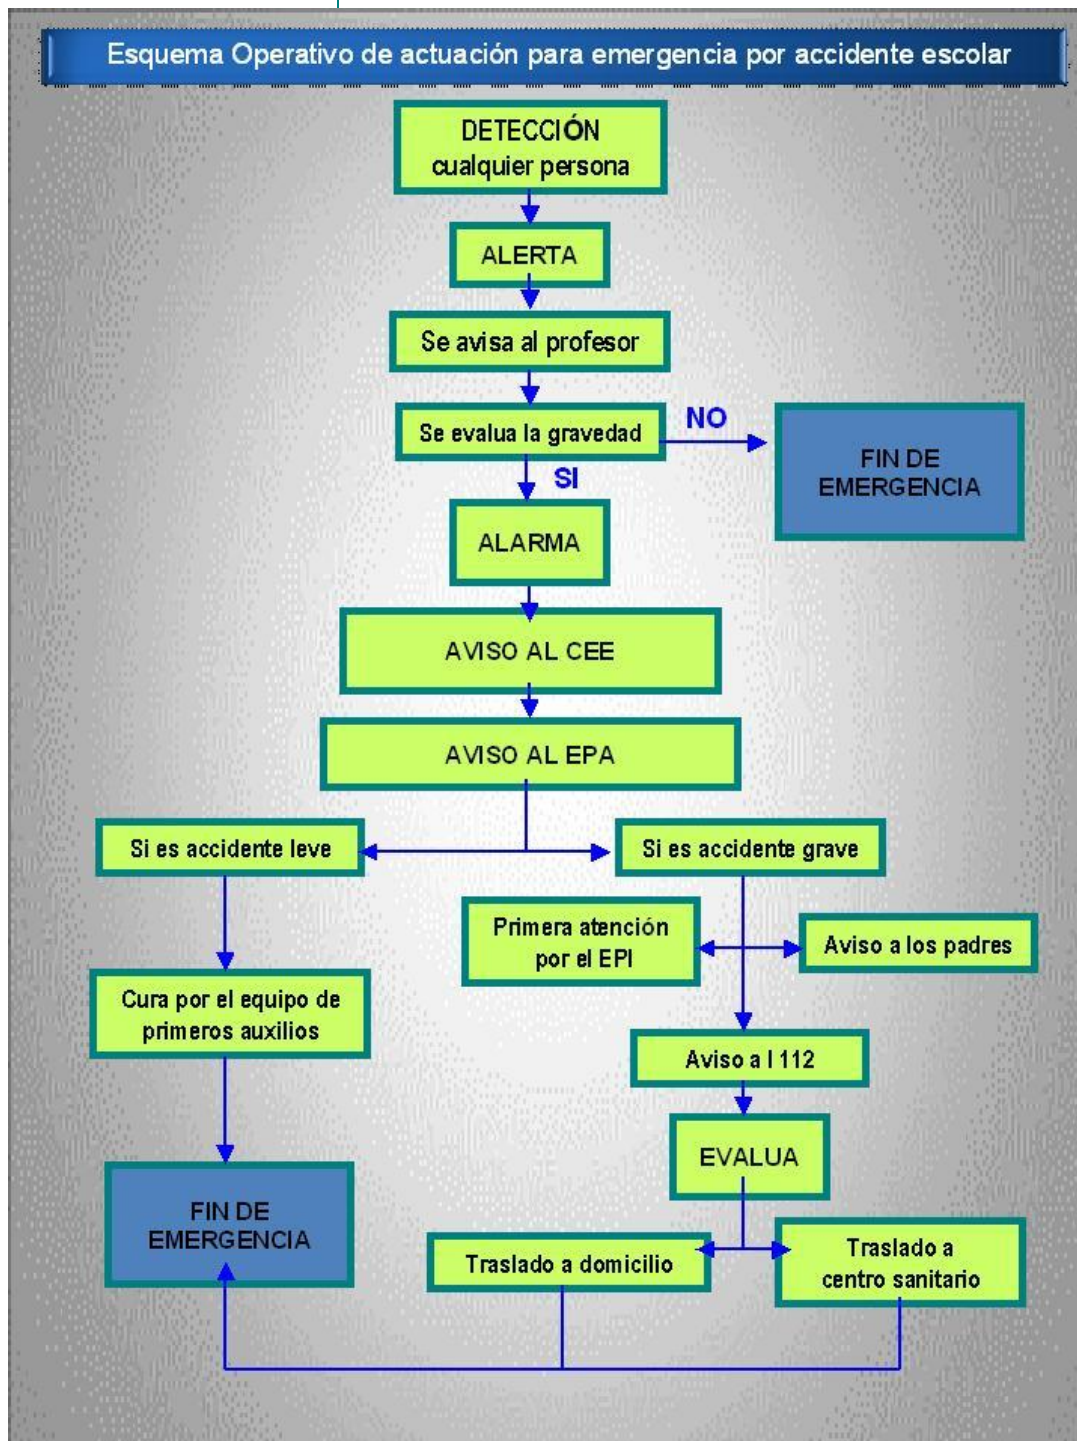 Esquema Operativo de actuación para emergencia por accidente escolar
DETECCIÓN
cualquier persona
ALERTA
Se avisa al profesor
Se evalua la gravedad
NO
FIN DE
EMERGENCIA
SI
ALARMA
AVISO AL CEE
AVISO AL EPA
Si es accidente leve
Si es accidente grave
Primera atención
por el EPI
Aviso a los padres
Cura por el equipo de
primeros auxilios
Aviso a l 112
EVALUA
FIN DE
EMERGENCIA
Traslado a domicilio
Traslado a
centro sanitario